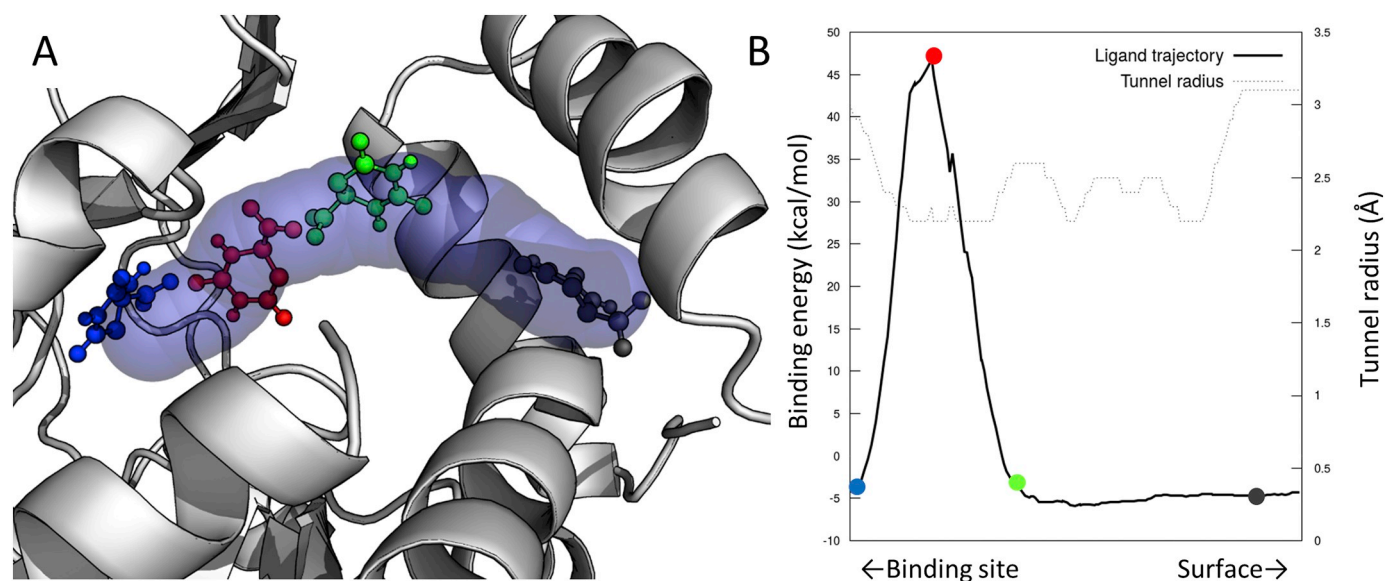 A
B
Binding energy (kcal/mol)
50
45
40
35
30
25
20
15
10
5
0
-5
-10
Ligand trajectory
Tunnel radius
3.5
3
2.5
2
1.5
1
0.5
0
Tunnel radius (Å)
←Binding site
Surface→